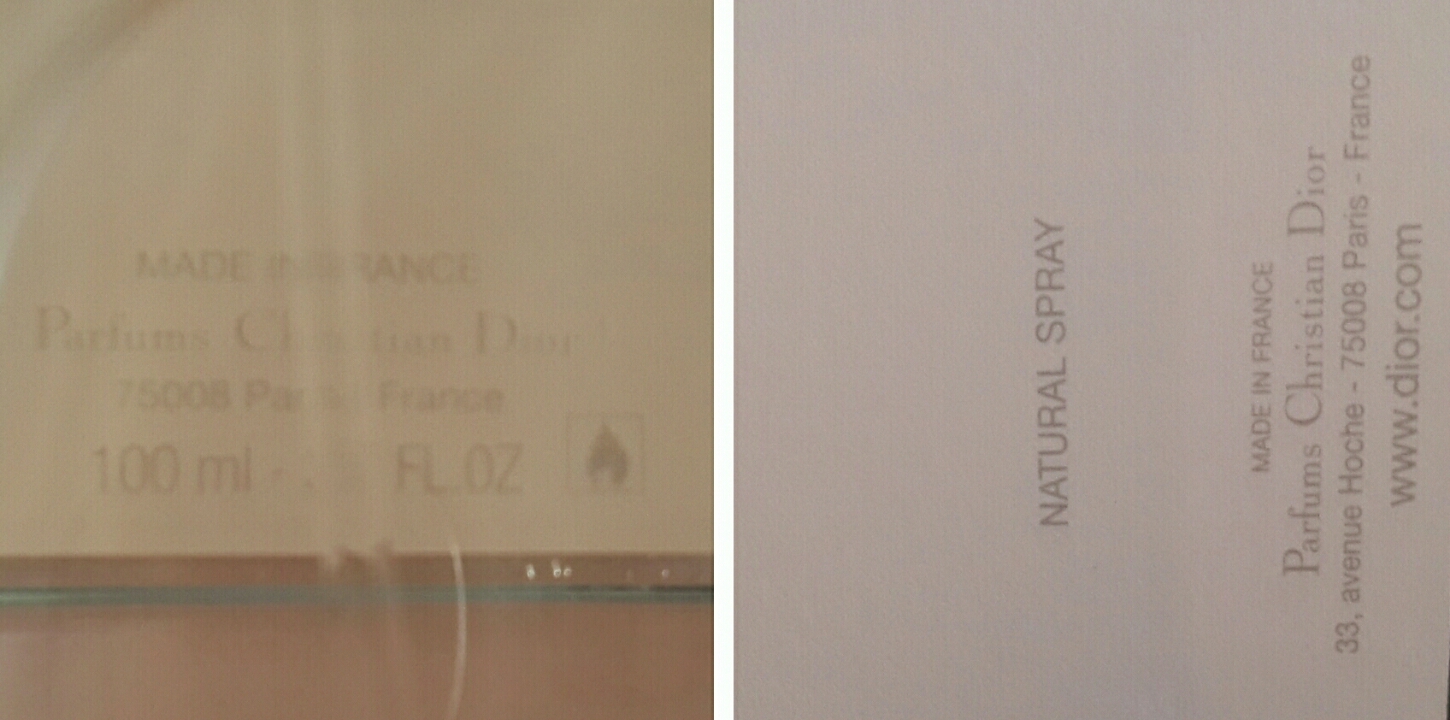 MADE IN FRANCE
Parfums Christian Dior
75008 Paris France
100 ml - FL.OZ
NATURAL SPRAY
MADE IN FRANCE
Parfums Christian Dior
33, avenue Hoche - 75008 Paris - France
www.dior.com